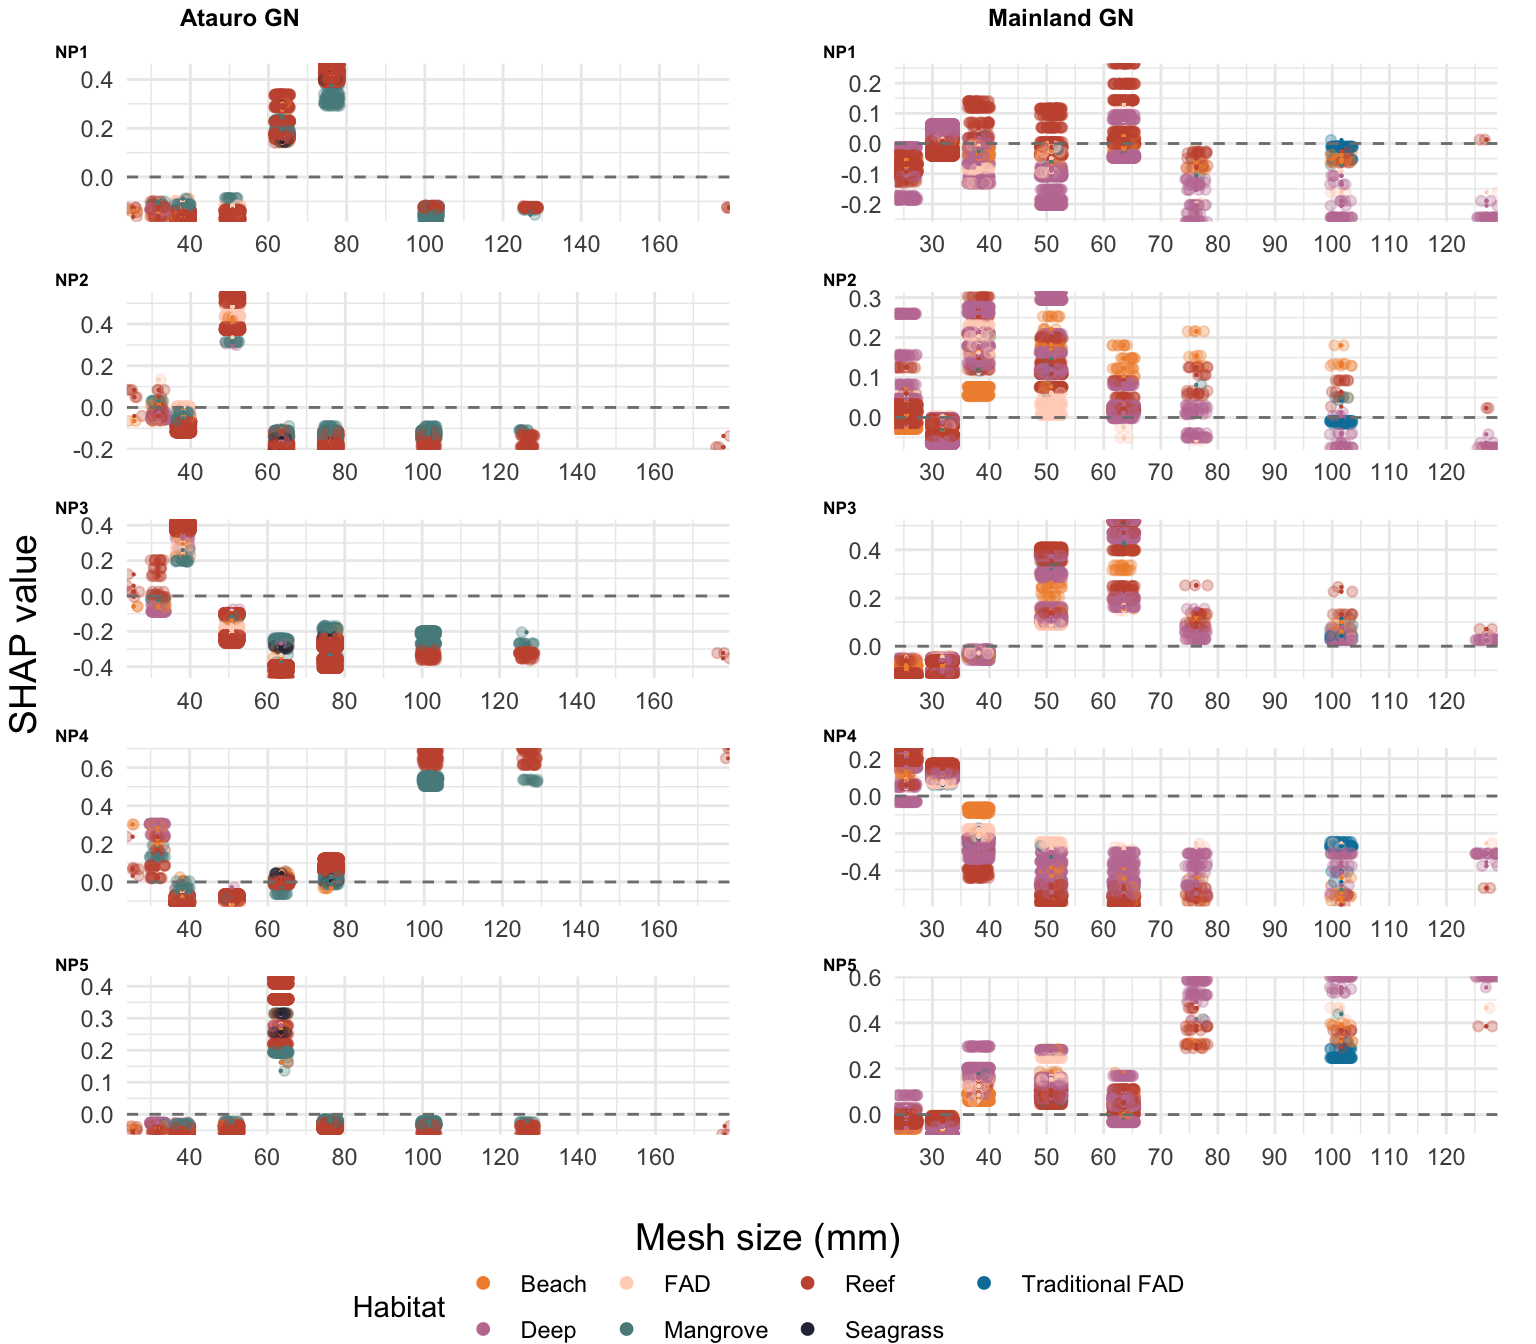 Atauro GN
Mainland GN
NP1
NP1
0.4
0.2
0.0
40 60 80 100 120 140 160
0.2
0.1
0.0
-0.1
-0.2
30 40 50 60 70 80 90 100 110 120
NP2
NP2
0.4
0.2
0.0
-0.2
40 60 80 100 120 140 160
0.3
0.2
0.1
0.0
30 40 50 60 70 80 90 100 110 120
NP3
NP3
0.4
0.2
0.0
-0.2
-0.4
40 60 80 100 120 140 160
0.4
0.2
0.0
30 40 50 60 70 80 90 100 110 120
NP4
NP4
0.6
0.4
0.2
0.0
40 60 80 100 120 140 160
0.2
0.0
-0.2
-0.4
30 40 50 60 70 80 90 100 110 120
NP5
NP5
0.4
0.3
0.2
0.1
0.0
40 60 80 100 120 140 160
0.6
0.4
0.2
0.0
30 40 50 60 70 80 90 100 110 120
SHAP value
Mesh size (mm)
Habitat
Beach FAD Reef Traditional FAD
Deep Mangrove Seagrass